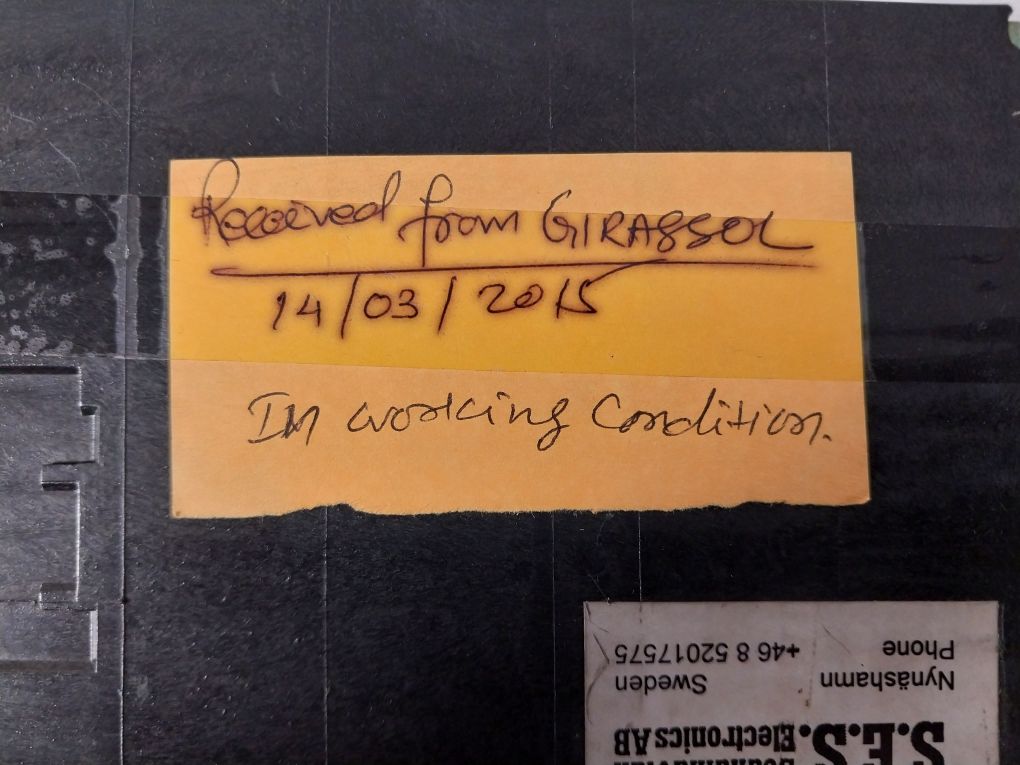 Received from GIRASSOL
14/03/2015
In working Condition.
S.E.S. Electronics AB
Nynäshamn Sweden
Phone +46 8 52017575